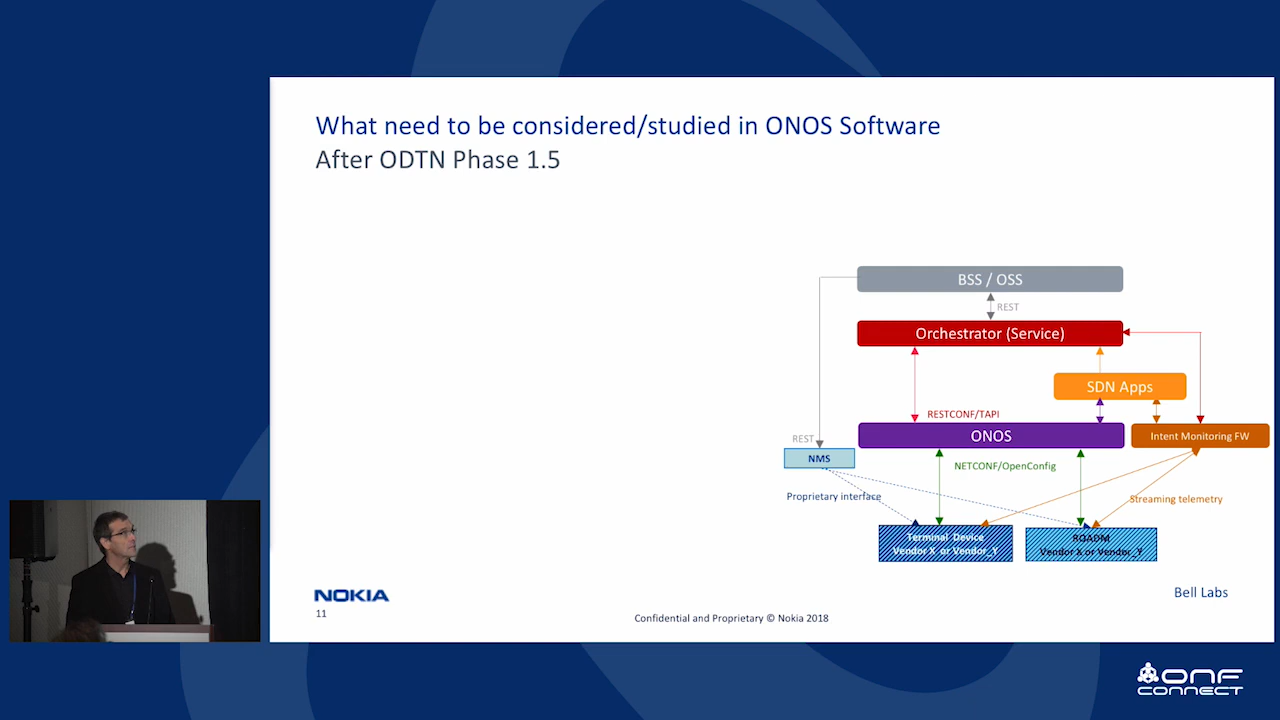 What need to be considered/studied in ONOS Software
After ODTN Phase 1.5
BSS / OSS
REST
Orchestrator (Service)
SDN Apps
RESTCONF/TAPI
ONOS
Intent Monitoring FW
REST
NMS
NETCONF/OpenConfig
Proprietary interface
Streaming telemetry
Terminal Device
Vendor X or Vendor_Y
ROADM
Vendor X or Vendor_Y
NOKIA
Bell Labs
11
Confidential and Proprietary © Nokia 2018
ONF
CONNECT